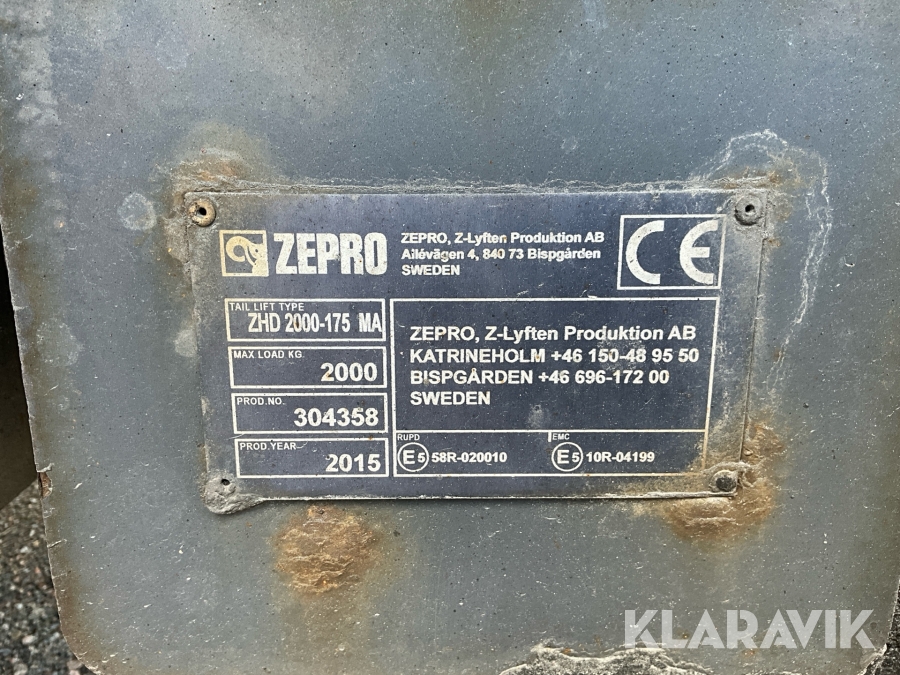 ZEPRO
ZEPRO, Z-Lyften Produktion AB
Ailévägen 4, 840 73 Bispgården
SWEDEN
CE
TAIL LIFT TYPE
ZHD 2000-175 MA
MAX LOAD KG.
2000
PROD.NO.
304358
PROD.YEAR
2015
ZEPRO, Z-Lyften Produktion AB
KATRINEHOLM +46 150-48 95 50
BISPGÅRDEN +46 696-172 00
SWEDEN
RUPD
E5 58R-020010
EMC
E5 10R-04199
KLARAVIK